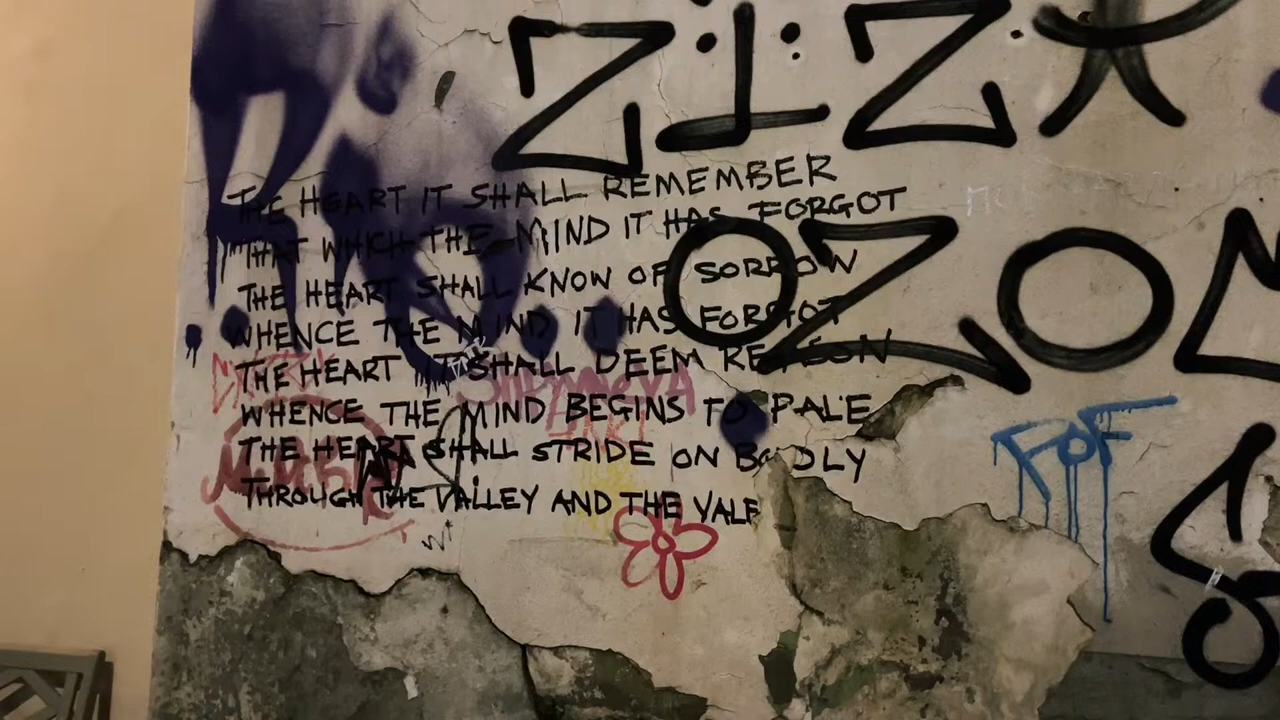 ZIZ
THE HEART IT SHALL REMEMBER
THAT WHICH THE MIND IT HAS FORGOT
THE HEART SHALL KNOW OF SORROW
WHENCE THE MIND IT HAS FORGOT
THE HEART IT SHALL DEEM REASON
WHENCE THE MIND BEGINS TO PALE
THE HEART SHALL STRIDE ON BOLDLY
THROUGH THE VALLEY AND THE VALE
OZO
FOF